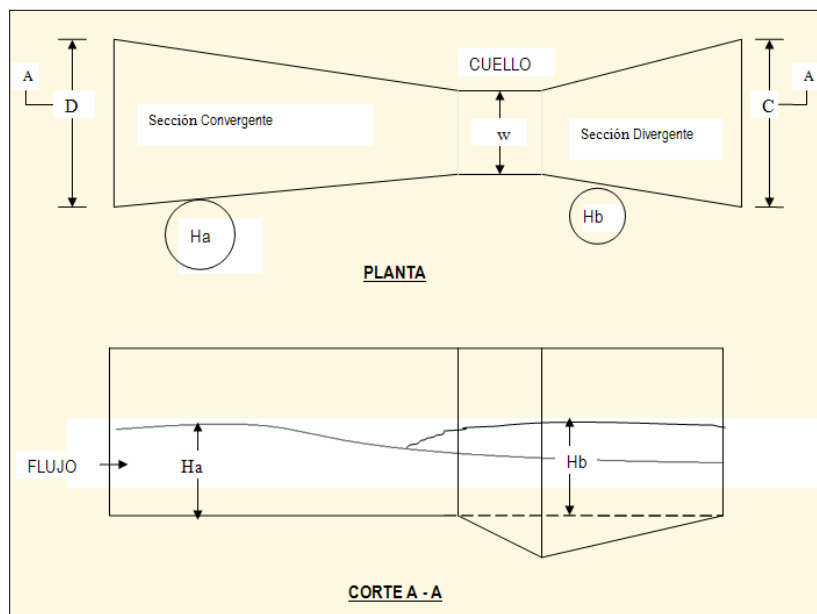 CUELLO
A
A
D
C
Sección Convergente
w
Sección Divergente
Ha
Hb
PLANTA
FLUJO
Ha
Hb
CORTE A - A